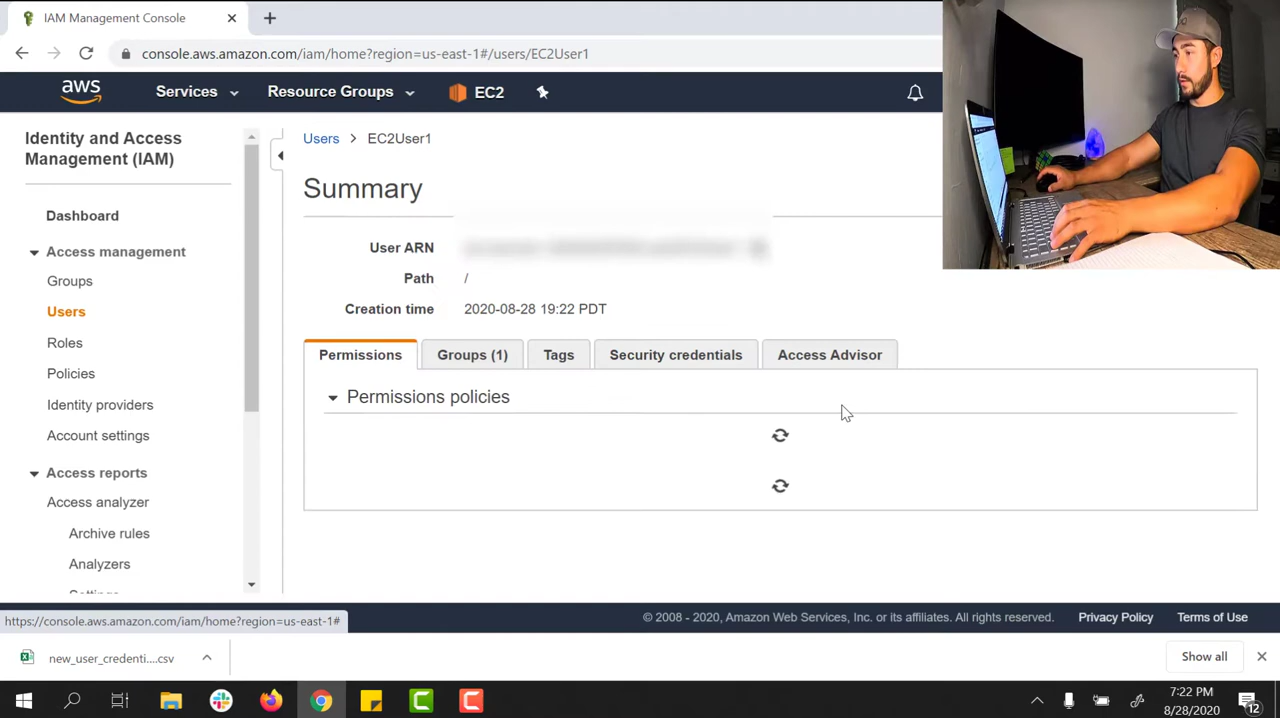 IAM Management Console
console.aws.amazon.com/iam/home?region=us-east-1#/users/EC2User1
aws
Services
Resource Groups
EC2
Identity and Access
Management (IAM)
Dashboard
Access management
Groups
Users
Roles
Policies
Identity providers
Account settings
Access reports
Access analyzer
Archive rules
Analyzers
Settings
Users > EC2User1
Summary
User ARN
Path /
Creation time 2020-08-28 19:22 PDT
Permissions
Groups (1)
Tags
Security credentials
Access Advisor
Permissions policies
https://console.aws.amazon.com/iam/home?region=us-east-1#
© 2008 - 2020, Amazon Web Services, Inc. or its affiliates. All rights reserved.
Privacy Policy
Terms of Use
new_user_credenti....csv
Show all
7:22 PM
8/28/2020
12